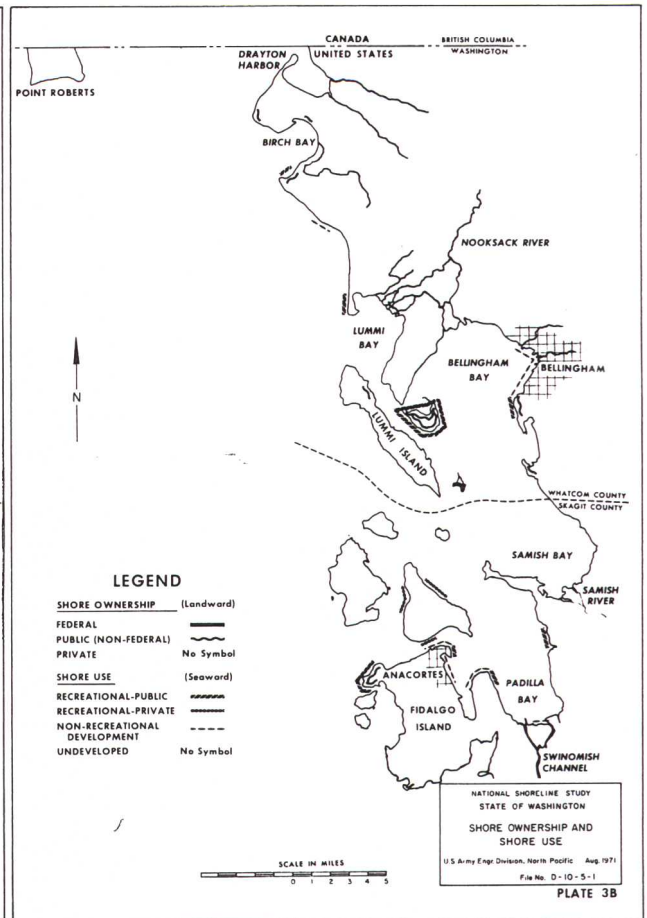 CANADA
BRITISH COLUMBIA
DRAYTON
HARBOR
UNITED STATES
WASHINGTON
POINT ROBERTS
BIRCH BAY
NOOKSACK RIVER
LUMMI
BAY
BELLINGHAM
BAY
BELLINGHAM
N
LUMMI ISLAND
WHATCOM COUNTY
SKAGIT COUNTY
SAMISH BAY
SAMISH
RIVER
ANACORTES
PADILLA
BAY
FIDALGO
ISLAND
SWINOMISH
CHANNEL
LEGEND
SHORE OWNERSHIP (Landward)
FEDERAL
PUBLIC (NON-FEDERAL)
PRIVATE No Symbol
SHORE USE (Seaward)
RECREATIONAL-PUBLIC
RECREATIONAL-PRIVATE
NON-RECREATIONAL
DEVELOPMENT
UNDEVELOPED No Symbol
SCALE IN MILES
0 1 2 3 4 5
NATIONAL SHORELINE STUDY
STATE OF WASHINGTON
SHORE OWNERSHIP AND
SHORE USE
U.S Army Engr. Division, North Pacific Aug. 1971
File No. D-10-5-1
PLATE 3B